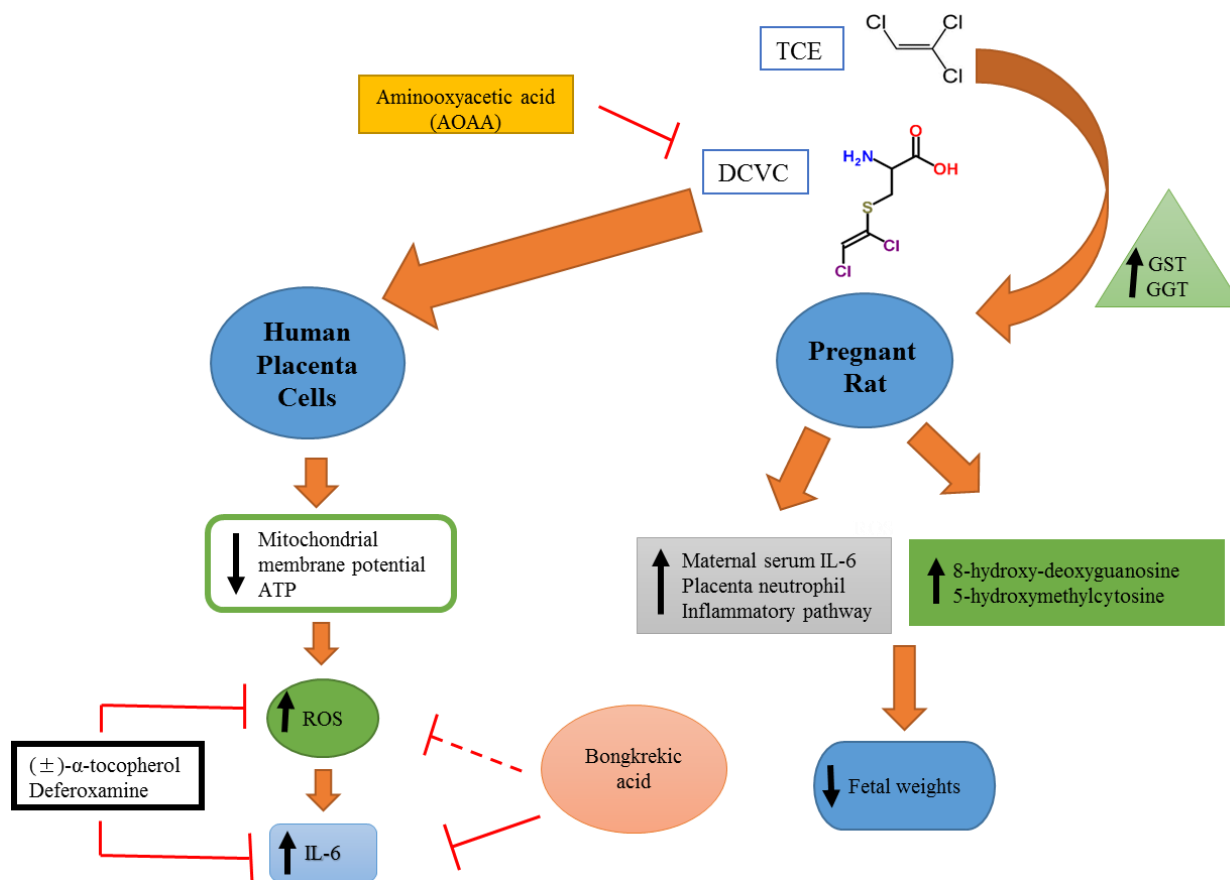 TCE
Cl
Cl
Cl
Aminooxyacetic acid
(AOAA)
DCVC
H₂N
O
OH
S
Cl
Cl
GST
GGT
Human
Placenta
Cells
Pregnant
Rat
Mitochondrial
membrane potential
ATP
Maternal serum IL-6
Placenta neutrophil
Inflammatory pathway
8-hydroxy-deoxyguanosine
5-hydroxymethylcytosine
ROS
(±)-α-tocopherol
Deferoxamine
Bongkrekic
acid
Fetal weights
IL-6